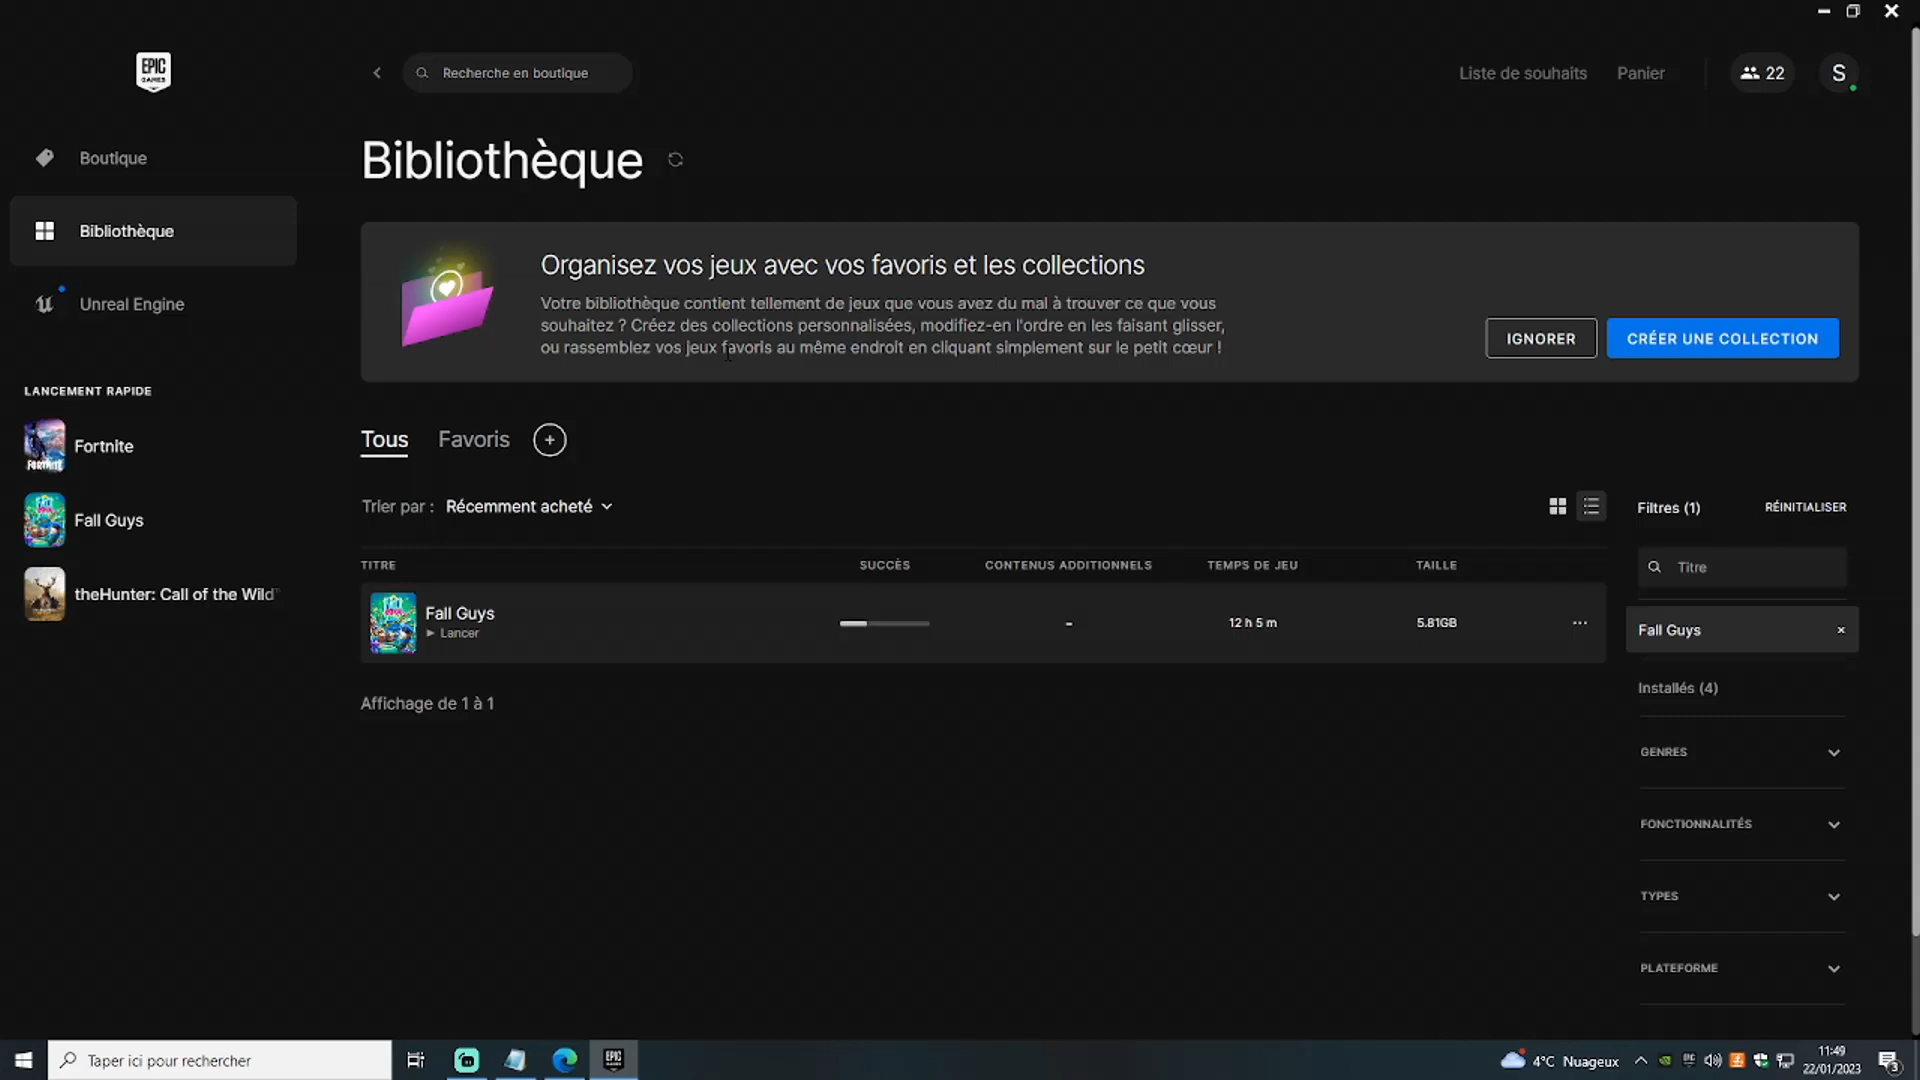 EPIC
GAMES
Recherche en boutique
Liste de souhaits
Panier
22
S
Boutique
Bibliothèque
Unreal Engine
LANCEMENT RAPIDE
Fortnite
Fall Guys
theHunter: Call of the Wild
Bibliothèque
Organisez vos jeux avec vos favoris et les collections
Votre bibliothèque contient tellement de jeux que vous avez du mal à trouver ce que vous
souhaitez ? Créez des collections personnalisées, modifiez-en l'ordre en les faisant glisser,
ou rassemblez vos jeux favoris au même endroit en cliquant simplement sur le petit cœur !
IGNORER
CRÉER UNE COLLECTION
Tous
Favoris
Trier par : Récemment acheté
TITRE
SUCCÈS
CONTENUS ADDITIONNELS
TEMPS DE JEU
TAILLE
Fall Guys
Lancer
-
12 h 5 m
5.81GB
Affichage de 1 à 1
Filtres (1)
RÉINITIALISER
Titre
Fall Guys
Installés (4)
GENRES
FONCTIONNALITÉS
TYPES
PLATEFORME
Taper ici pour rechercher
EPIC
4°C Nuageux
11:49
22/01/2023
3